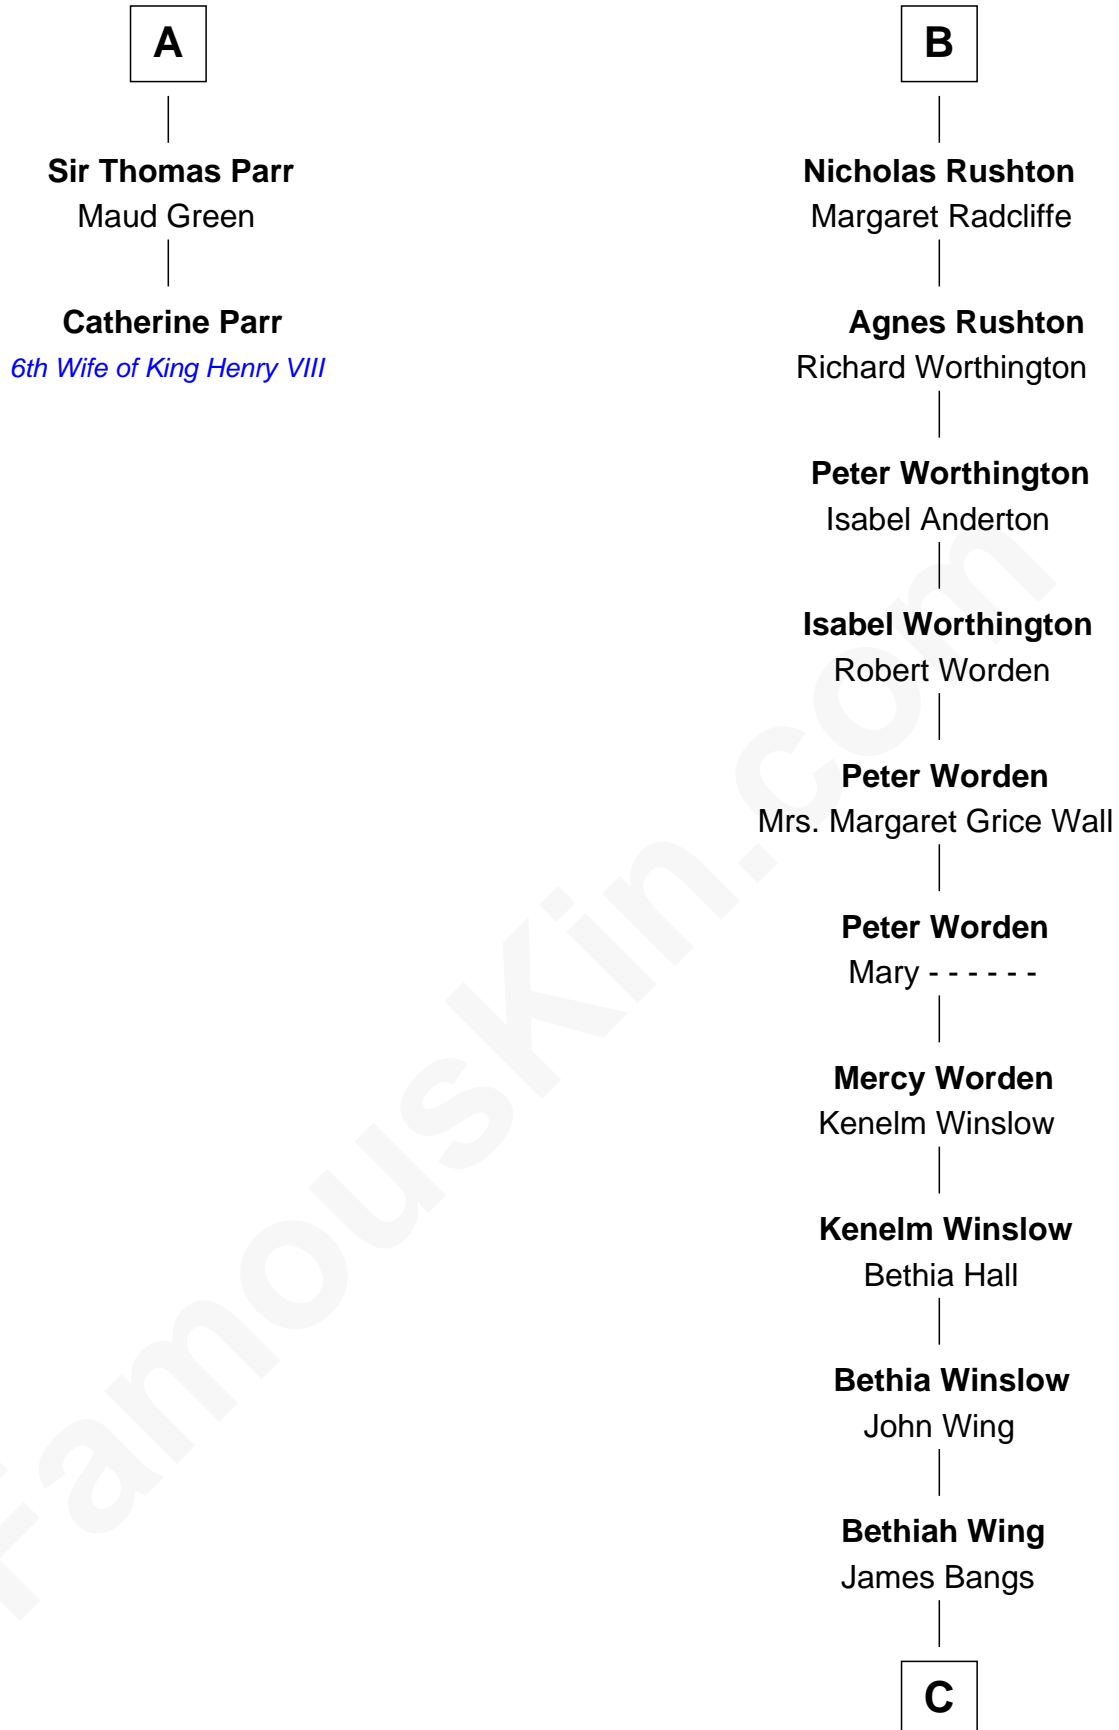 A
Sir Thomas Parr
Maud Green
Catherine Parr
6th Wife of King Henry VIII
B
Nicholas Rushton
Margaret Radcliffe
Agnes Rushton
Richard Worthington
Peter Worthington
Isabel Anderton
Isabel Worthington
Robert Worden
Peter Worden
Mrs. Margaret Grice Wall
Peter Worden
Mary - - - - - -
Mercy Worden
Kenelm Winslow
Kenelm Winslow
Bethia Hall
Bethia Winslow
John Wing
Bethiah Wing
James Bangs
C
FamousKin.com